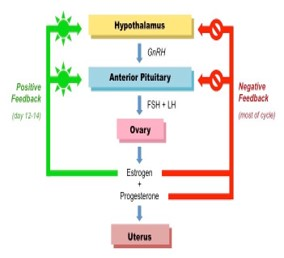 Hypothalamus
GnRH
Anterior Pituitary
Positive
Feedback
(day 12-14)
Negative
Feedback
(most of cycle)
FSH + LH
Ovary
Estrogen
+
Progesterone
Uterus